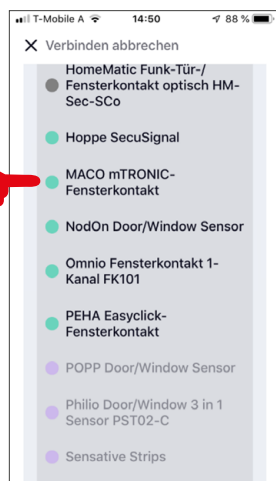 T-Mobile A 14:50 88 %
Verbinden abbrechen
HomeMatic Funk-Tür-/
Fensterkontakt optisch HM-
Sec-SCo
Hoppe SecuSignal
MACO mTRONIC-
Fensterkontakt
NodOn Door/Window Sensor
Omnio Fensterkontakt 1-
Kanal FK101
PEHA Easyclick-
Fensterkontakt
POPP Door/Window Sensor
Philio Door/Window 3 in 1
Sensor PST02-C
Sensative Strips